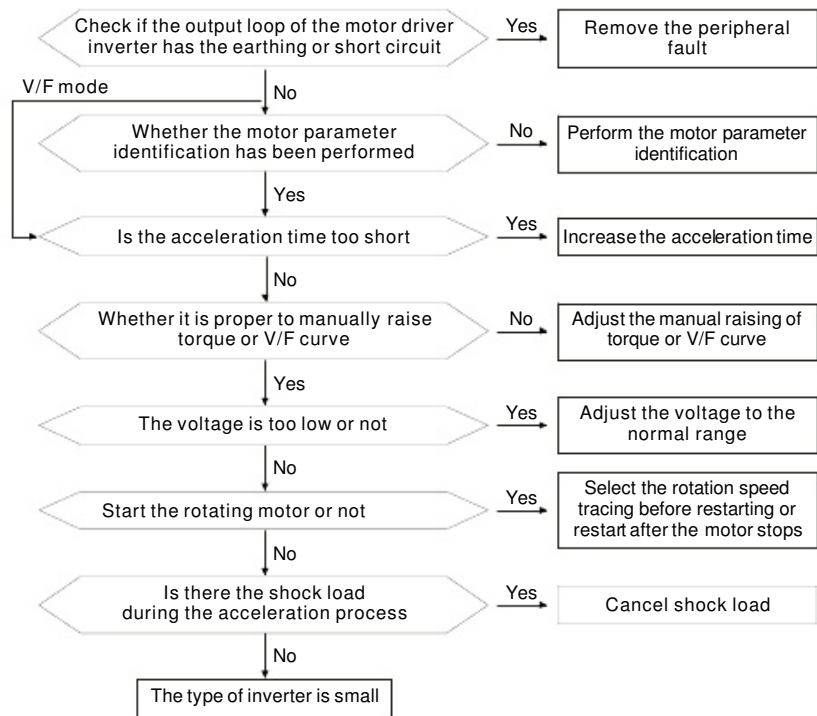 Check if the output loop of the motor driver
inverter has the earthing or short circuit
Yes
Remove the peripheral
fault
V/F mode
No
Whether the motor parameter
identification has been performed
No
Perform the motor parameter
identification
Yes
Is the acceleration time too short
Yes
Increase the acceleration time
No
Whether it is proper to manually raise
torque or V/F curve
No
Adjust the manual raising of
torque or V/F curve
Yes
The voltage is too low or not
Yes
Adjust the voltage to the
normal range
No
Start the rotating motor or not
Yes
Select the rotation speed
tracing before restarting or
restart after the motor stops
No
Is there the shock load
during the acceleration process
Yes
Cancel shock load
No
The type of inverter is small